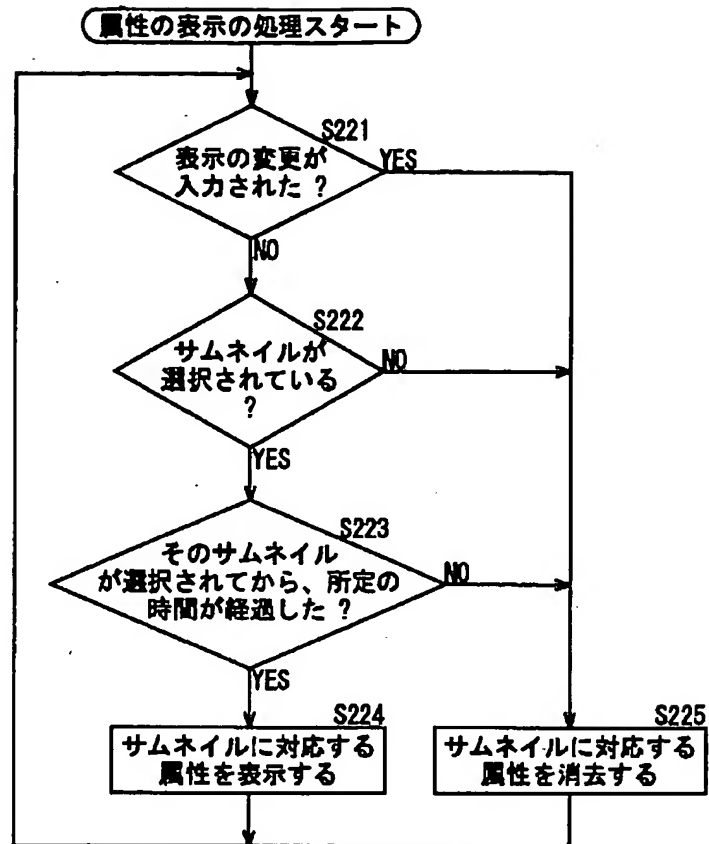 属性の表示の処理スタート
S221
表示の変更が
入力された ?
YES
NO
S222
サムネイルが
選択されている
?
NO
YES
S223
そのサムネイル
が選択されてから、所定の
時間が経過した ?
NO
YES
S224
サムネイルに対応する
属性を表示する
S225
サムネイルに対応する
属性を消去する